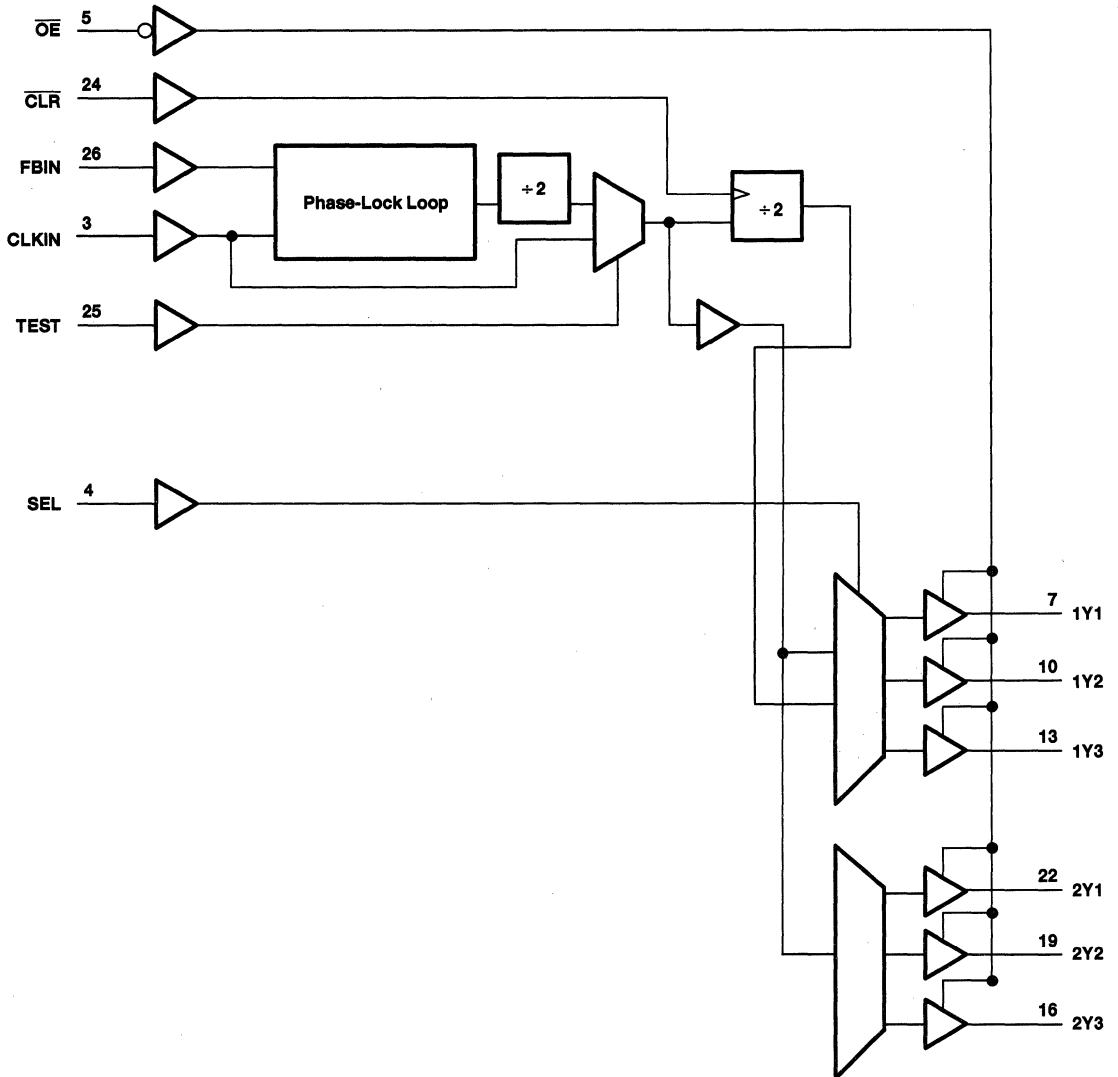 OE 5
CLR 24
FBIN 26
Phase-Lock Loop
÷2
÷2
CLKIN 3
TEST 25
SEL 4
7 1Y1
10 1Y2
13 1Y3
22 2Y1
19 2Y2
16 2Y3